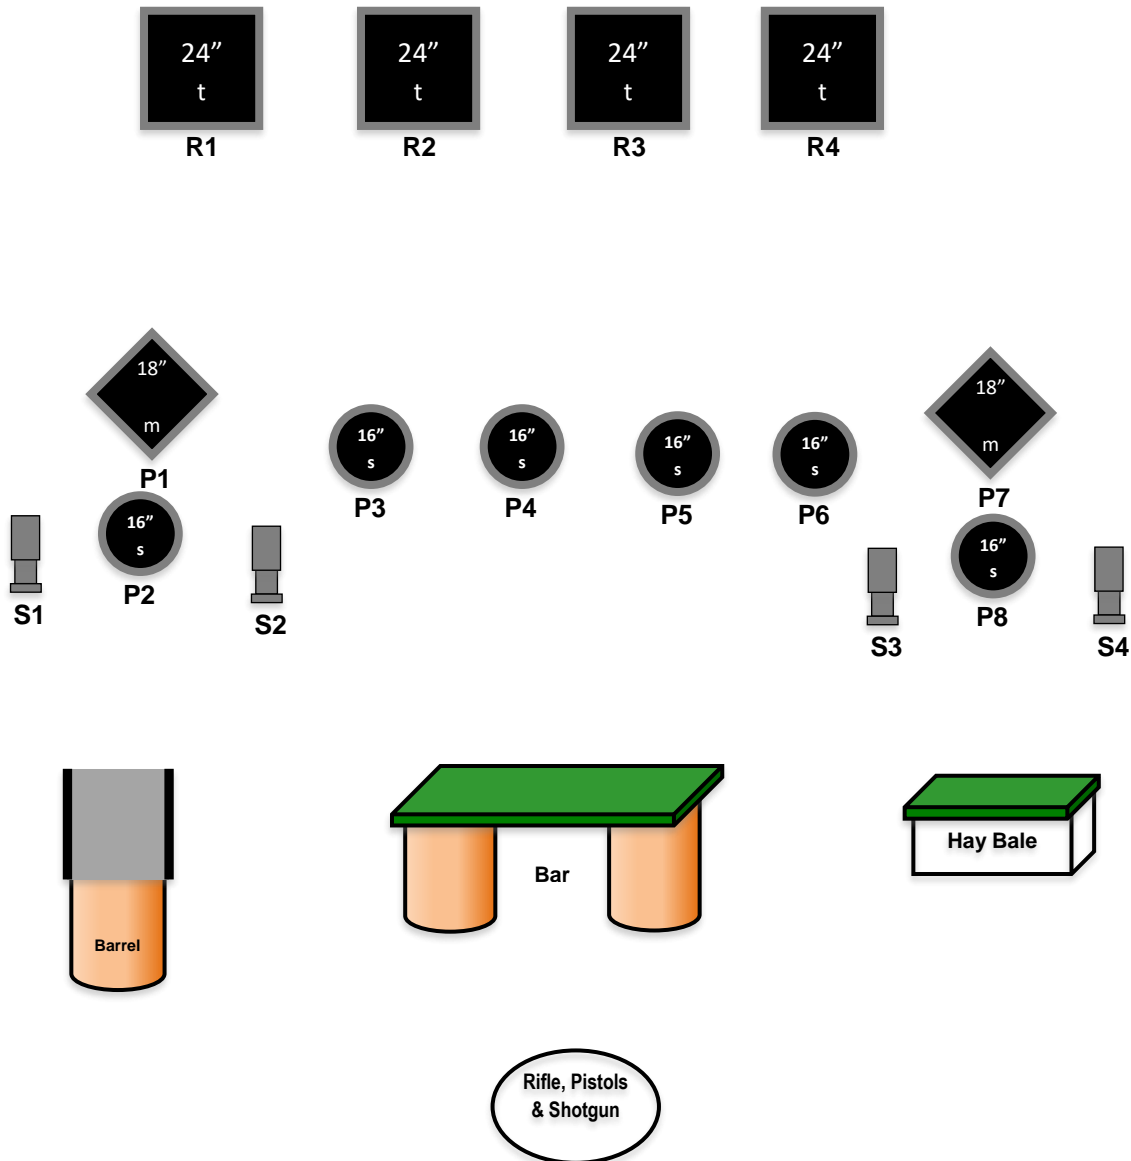 24”
t
R1
24”
t
R2
24”
t
R3
24”
t
R4
18”
m
P1
16”
s
P2
16”
s
P3
16”
s
P4
16”
s
P5
16”
s
P6
18”
m
P7
16”
s
P8
S1
S2
S3
S4
Barrel
Bar
Hay Bale
Rifle, Pistols
& Shotgun